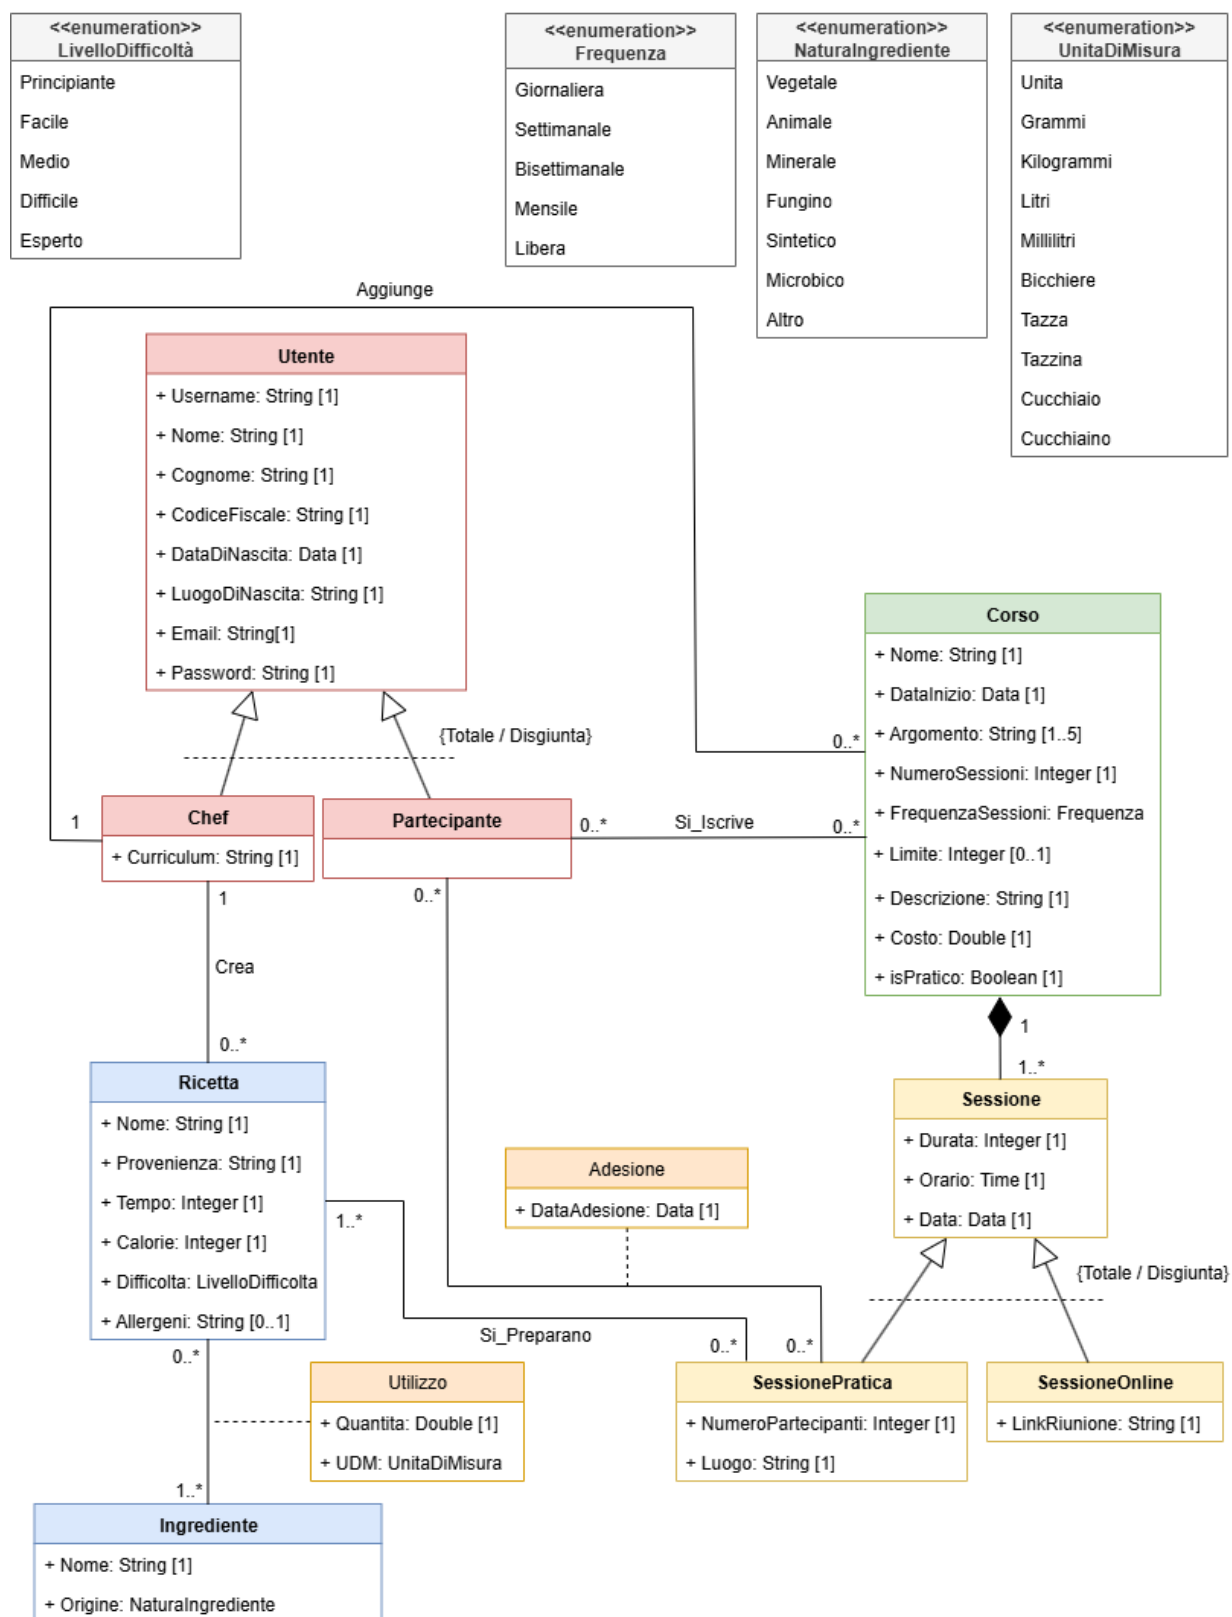 <<enumeration>>
LivelloDifficoltà
Principiante
Facile
Medio
Difficile
Esperto
<<enumeration>>
Frequenza
Giornaliera
Settimanale
Bisettimanale
Mensile
Libera
<<enumeration>>
NaturaIngrediente
Vegetale
Animale
Minerale
Fungino
Sintetico
Microbico
Altro
<<enumeration>>
UnitaDiMisura
Unita
Grammi
Kilogrammi
Litri
Millilitri
Bicchiere
Tazza
Tazzina
Cucchiaio
Cucchiaino
Aggiunge
Utente
+ Username: String [1]
+ Nome: String [1]
+ Cognome: String [1]
+ CodiceFiscale: String [1]
+ DataDiNascita: Data [1]
+ LuogoDiNascita: String [1]
+ Email: String[1]
+ Password: String [1]
{Totale / Disgiunta}
0..*
1
Chef
+ Curriculum: String [1]
Partecipante
0..*
Si_Iscrive
0..*
Corso
+ Nome: String [1]
+ DataInizio: Data [1]
+ Argomento: String [1..5]
+ NumeroSessioni: Integer [1]
+ FrequenzaSessioni: Frequenza
+ Limite: Integer [0..1]
+ Descrizione: String [1]
+ Costo: Double [1]
+ isPratico: Boolean [1]
1
0..*
Crea
0..*
1
1..*
Ricetta
+ Nome: String [1]
+ Provenienza: String [1]
+ Tempo: Integer [1]
+ Calorie: Integer [1]
+ Difficolta: LivelloDifficolta
+ Allergeni: String [0..1]
1..*
Adesione
+ DataAdesione: Data [1]
Sessione
+ Durata: Integer [1]
+ Orario: Time [1]
+ Data: Data [1]
{Totale / Disgiunta}
Si_Preparano
0..*
0..*
0..*
Utilizzo
+ Quantita: Double [1]
+ UDM: UnitaDiMisura
SessionePratica
+ NumeroPartecipanti: Integer [1]
+ Luogo: String [1]
SessioneOnline
+ LinkRiunione: String [1]
1..*
Ingrediente
+ Nome: String [1]
+ Origine: NaturaIngrediente